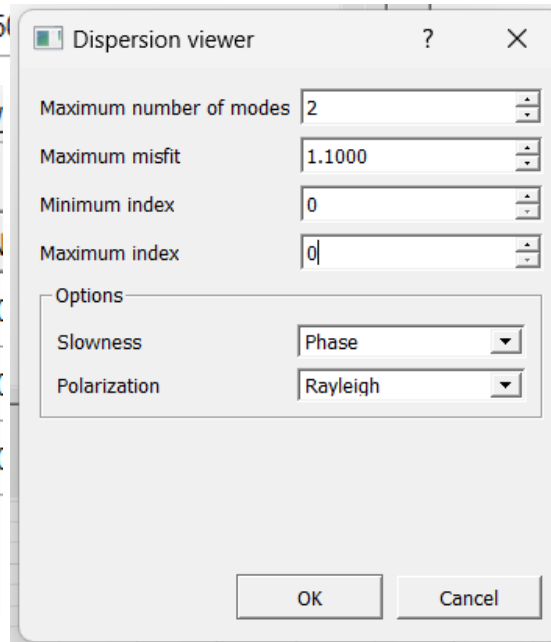 Dispersion viewer ?
Maximum number of modes 2
Maximum misfit 1.1000
Minimum index 0
Maximum index 0
Options
Slowness Phase
Polarization Rayleigh
OK Cancel